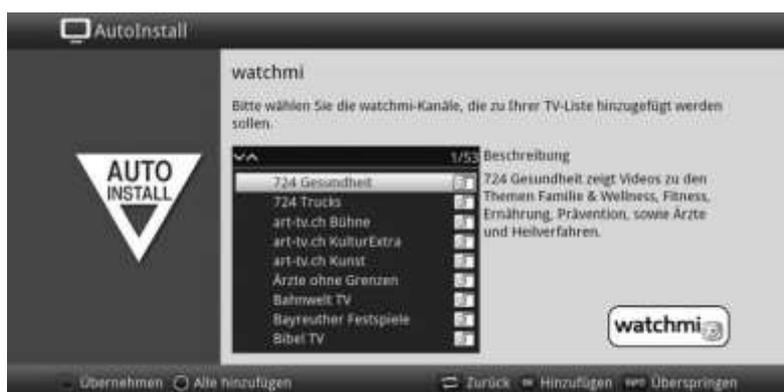 AutoInstall
watchmi
Bitte wählen Sie die watchmi-Kanäle, die zu Ihrer TV-Liste hinzugefügt werden
sollen.
1/53
724 Gesundheit
724 Trucks
art-tv.ch Bühne
art-tv.ch KulturExtra
art-tv.ch Kunst
Ärzte ohne Grenzen
Bahnwelt TV
Bayreuther Festspiele
Bibel TV
Beschreibung
724 Gesundheit zeigt Videos zu den
Themen Familie & Wellness, Fitness,
Ernährung, Prävention, sowie Ärzte
und Heilverfahren.
AUTO
INSTALL
watchmi
Übernehmen Alle hinzufügen Zurück OK Hinzufügen INFO Überspringen